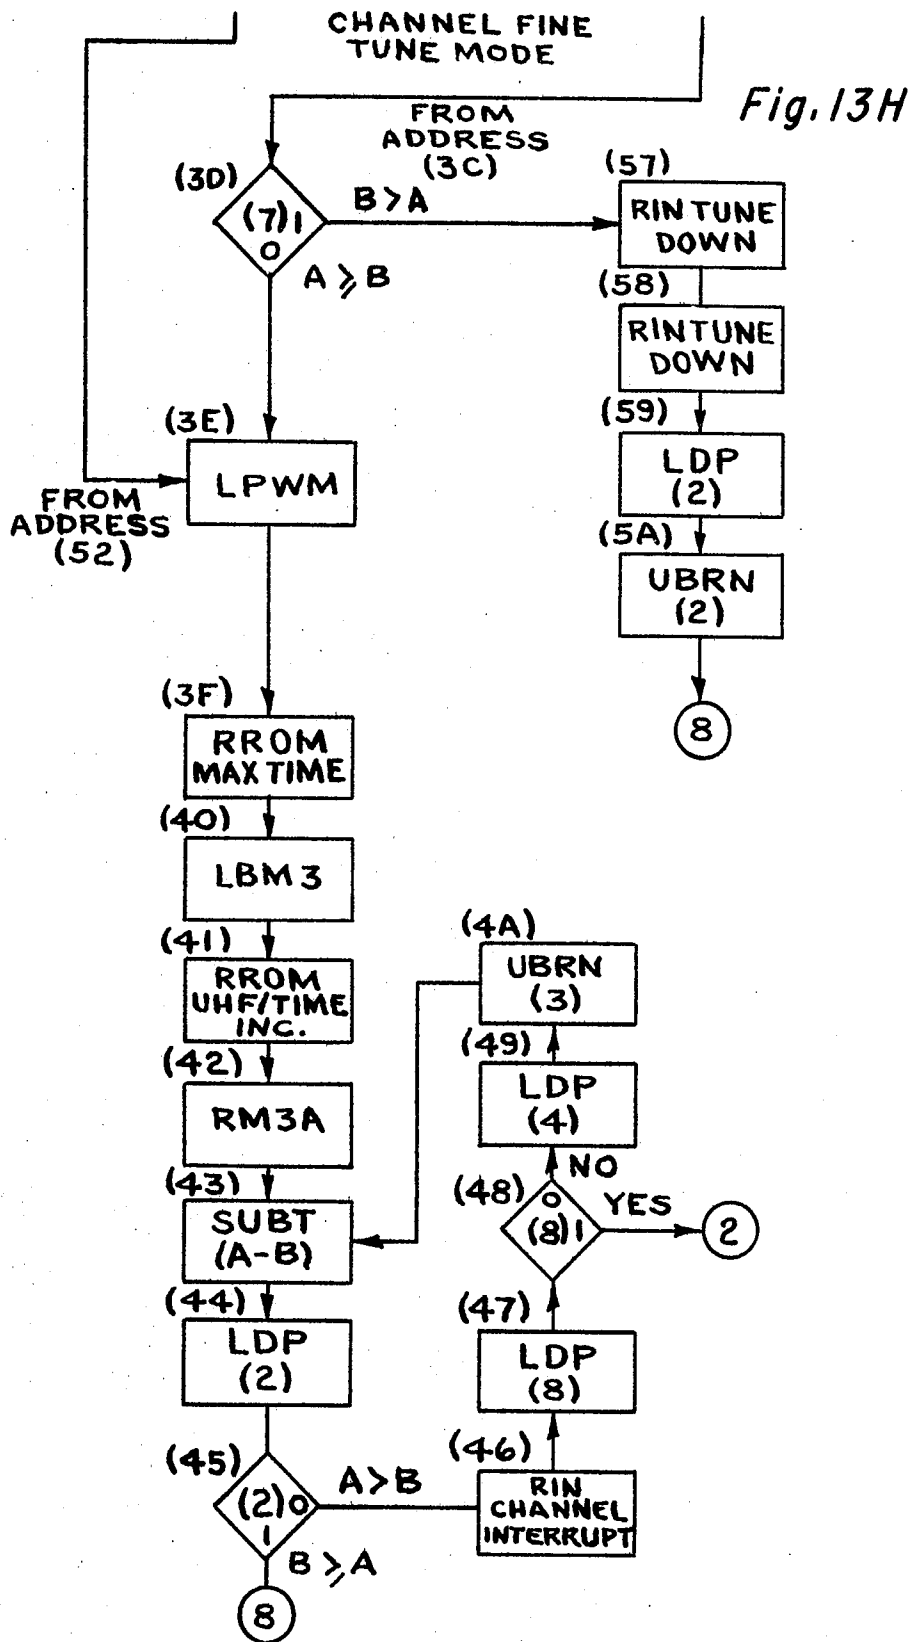 CHANNEL FINE
TUNE MODE
Fig. 13H
FROM
ADDRESS
(3C)
(3D)
(7) 1
0
B > A
A ≥ B
(57)
RIN TUNE
DOWN
(58)
RIN TUNE
DOWN
(59)
LDP
(2)
(5A)
UBRN
(2)
8
(3E)
LPWM
FROM
ADDRESS
(52)
(3F)
RROM
MAX TIME
(40)
LBM 3
(41)
RROM
UHF/TIME
INC.
(42)
RM3A
(43)
SUBT
(A-B)
(44)
LDP
(2)
(45)
(2) 0
1
A > B
B ≥ A
8
(4A)
UBRN
(3)
(49)
LDP
(4)
NO
(48)
0
(8) 1
YES
2
(47)
LDP
(8)
(46)
RIN
CHANNEL
INTERRUPT